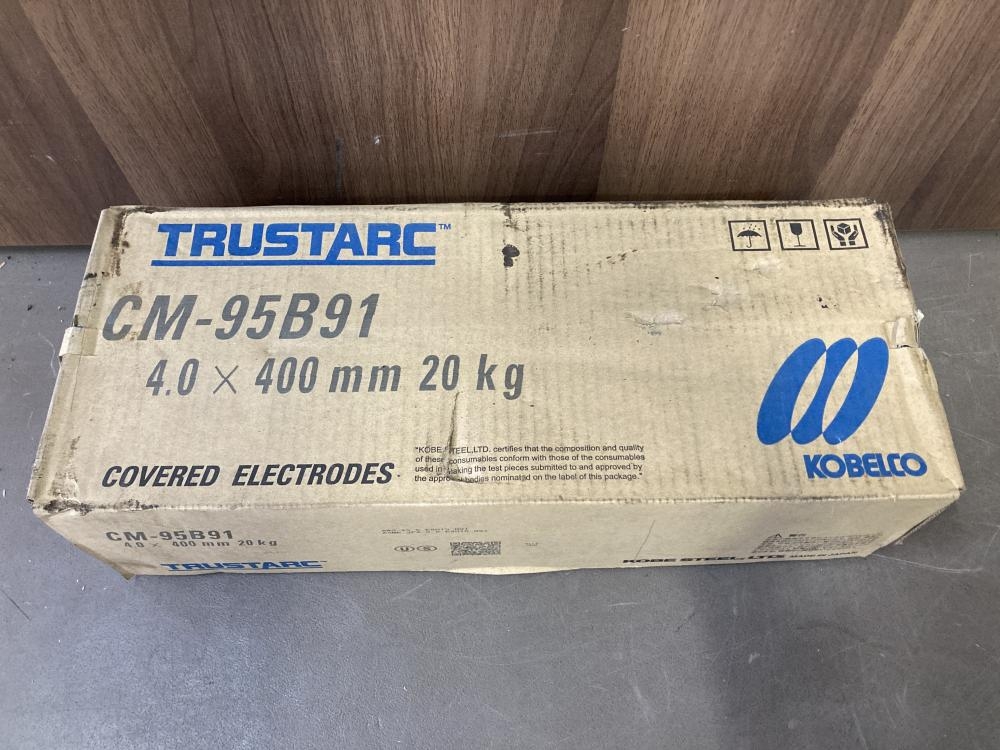 TRUSTARC™
CM-95B91
4.0 × 400 mm 20 kg
COVERED ELECTRODES
"KOBE STEEL,LTD. certifies that the composition and quality
of these consumables conform with those of the consumables
used in making the test pieces submitted to and approved by
the approval bodies nominated on the label of this package."
KOBELCO
CM-95B91
4.0 × 400 mm 20 kg
TRUSTARC
KOBE STEEL, LTD. MADE IN JAPAN